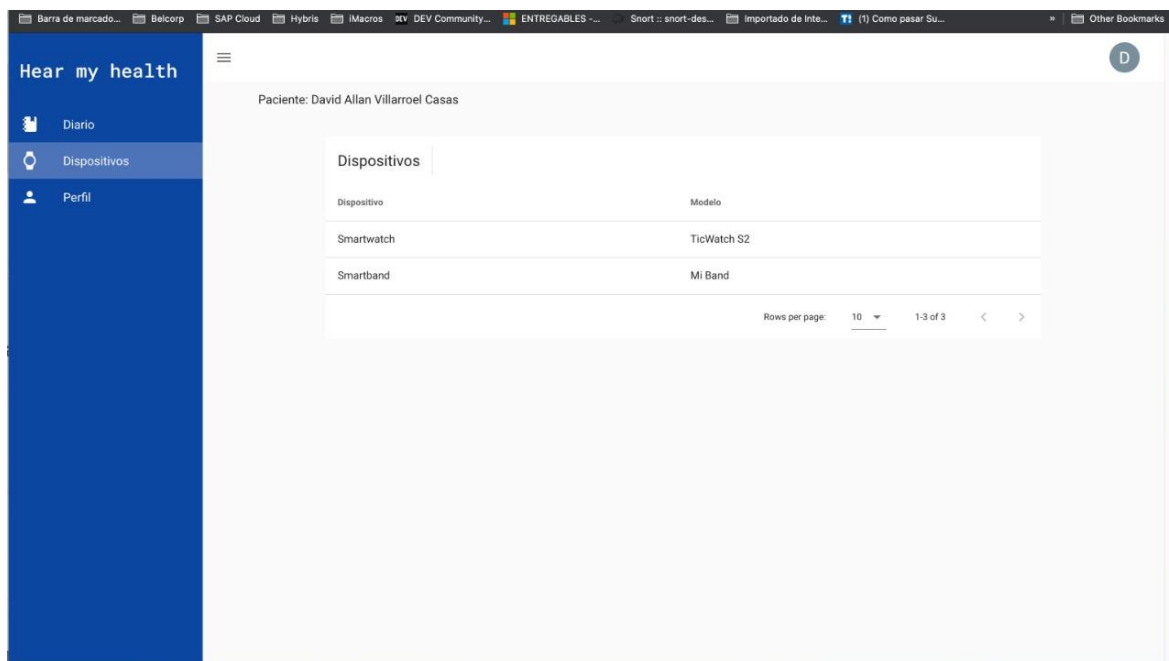 Barra de marcado... Belcorp SAP Cloud Hybris iMacros DEV DEV Community... ENTREGABLES -... Snort :: snort-des... Importado de Inte... T! (1) Como pasar Su... » Other Bookmarks
Hear my health
D
Paciente: David Allan Villarroel Casas
Diario
Dispositivos
Perfil
Dispositivos
Dispositivo Modelo
Smartwatch TicWatch S2
Smartband Mi Band
Rows per page: 10 1-3 of 3